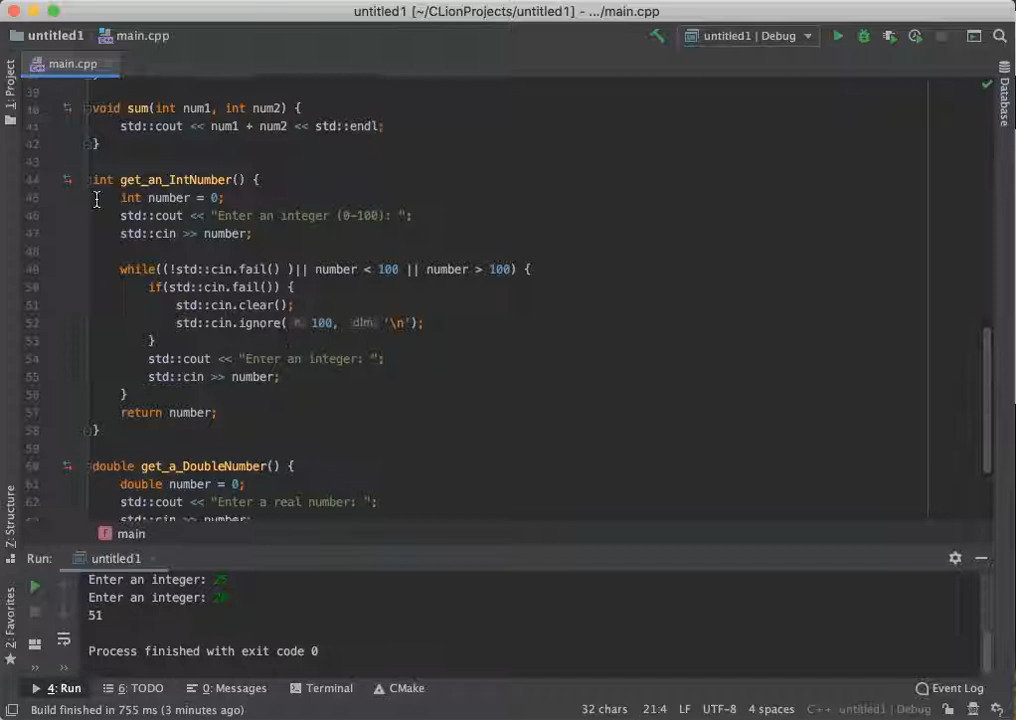 untitled1 [~/CLionProjects/untitled1] - .../main.cpp
untitled1 main.cpp untitled1 | Debug
main.cpp
1: Project
Database
39
40 void sum(int num1, int num2) {
41 std::cout << num1 + num2 << std::endl;
42 }
43
44 int get_an_IntNumber() {
45 int number = 0;
46 std::cout << "Enter an integer (0-100): ";
47 std::cin >> number;
48
49 while((!std::cin.fail() )|| number < 100 || number > 100) {
50 if(std::cin.fail()) {
51 std::cin.clear();
52 std::cin.ignore( n: 100, dlm: '\n');
53 }
54 std::cout << "Enter an integer: ";
55 std::cin >> number;
56 }
57 return number;
58 }
59
60 double get_a_DoubleNumber() {
61 double number = 0;
62 std::cout << "Enter a real number: ";
std::cin >> number;
main
Z: Structure
2: Favorites
Run: untitled1
Enter an integer: 25
Enter an integer:
51
Process finished with exit code 0
4: Run 6: TODO 0: Messages Terminal CMake Event Log
Build finished in 755 ms (3 minutes ago) 32 chars 21:4 LF UTF-8 4 spaces C++: untitled1 | Debug